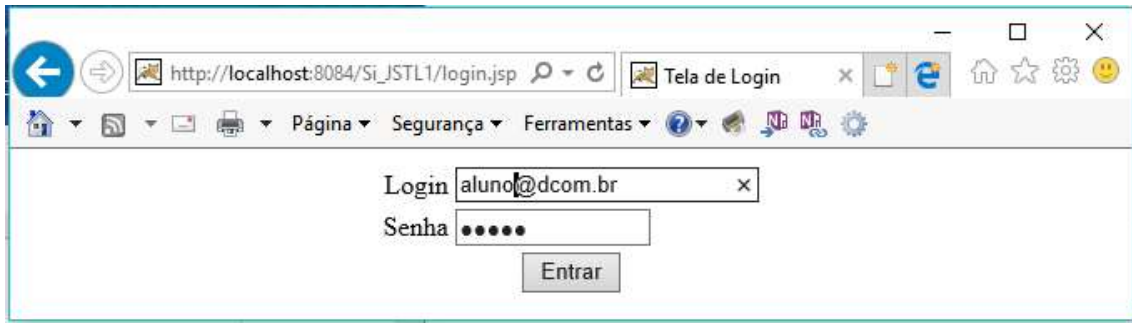 http://localhost:8084/Si_JSTL1/login.jsp Tela de Login
Página Segurança Ferramentas
Login aluno@dcom.br
Senha •••••
Entrar